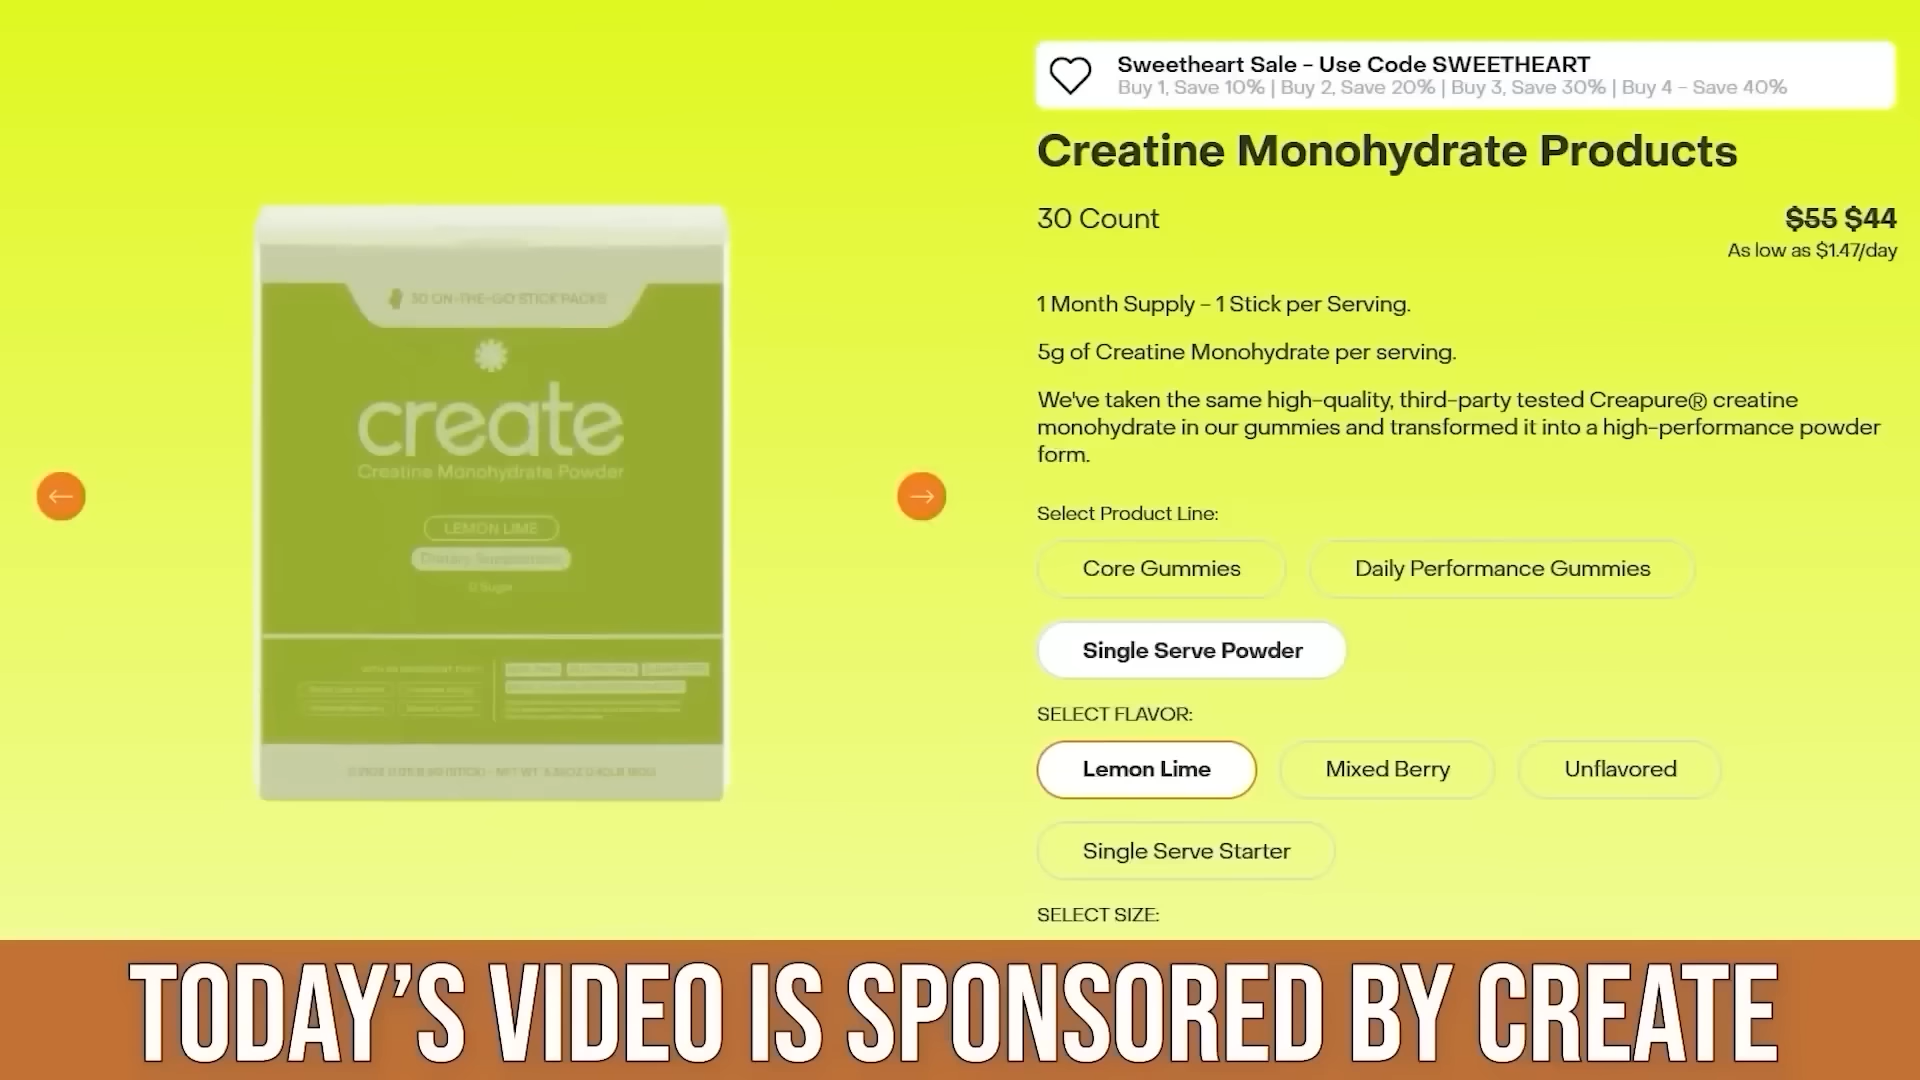 Sweetheart Sale - Use Code SWEETHEART
Buy 1, Save 10% | Buy 2, Save 20% | Buy 3, Save 30% | Buy 4 - Save 40%
Creatine Monohydrate Products
30 Count
$55 $44
As low as $1.47/day
1 Month Supply - 1 Stick per Serving.
5g of Creatine Monohydrate per serving.
We've taken the same high-quality, third-party tested Creapure® creatine
monohydrate in our gummies and transformed it into a high-performance powder
form.
Select Product Line:
Core Gummies
Daily Performance Gummies
Single Serve Powder
SELECT FLAVOR:
Lemon Lime
Mixed Berry
Unflavored
Single Serve Starter
SELECT SIZE:
30 ON-THE-GO STICK PACKS
create
Creatine Monohydrate Powder
LEMON LIME
Dietary Supplement
0 Sugar
TODAY'S VIDEO IS SPONSORED BY CREATE